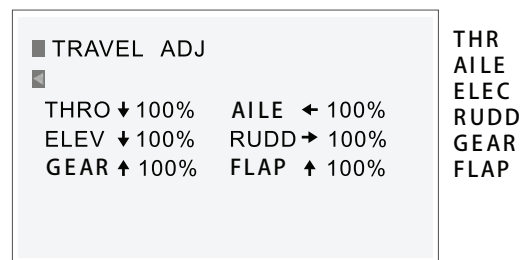 TRAVEL ADJ
THRO ↓ 100% AILE ← 100%
ELEV ↓ 100% RUDD → 100%
GEAR ↑ 100% FLAP ↑ 100%
THR
AILE
ELEC
RUDD
GEAR
FLAP